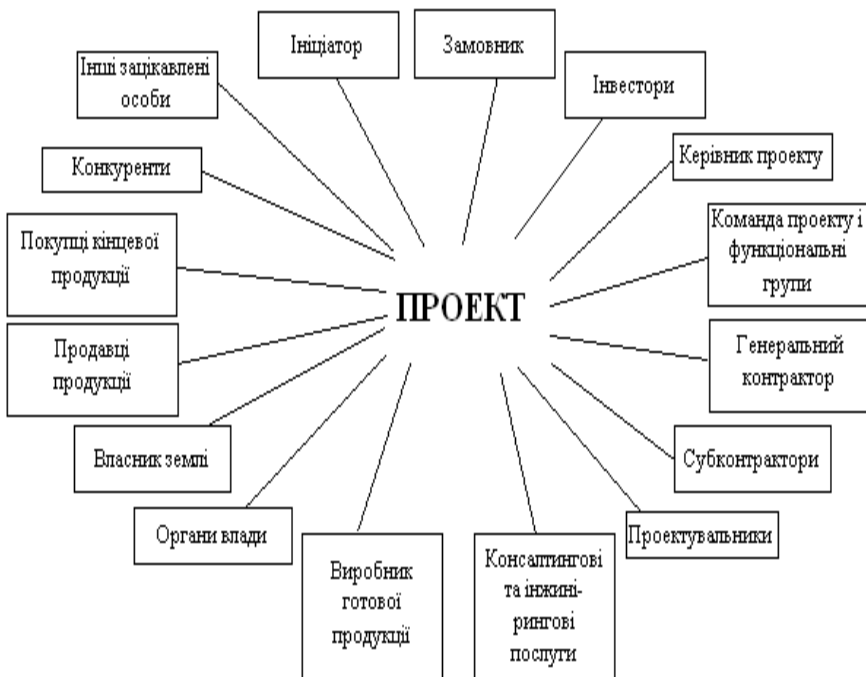 Ініціатор
Замовник
Інвестори
Керівник проекту
Команда проекту і
функціональні
групи
Генеральний
контрактор
Субконтрактори
Проектувальники
Консалтингові
та інжині-
рингові
послуги
Виробник
готової
продукції
Органи влади
Власник землі
Продавці
продукції
Покупці кінцевої
продукції
Конкуренти
Інші зацікавлені
особи
ПРОЕКТ